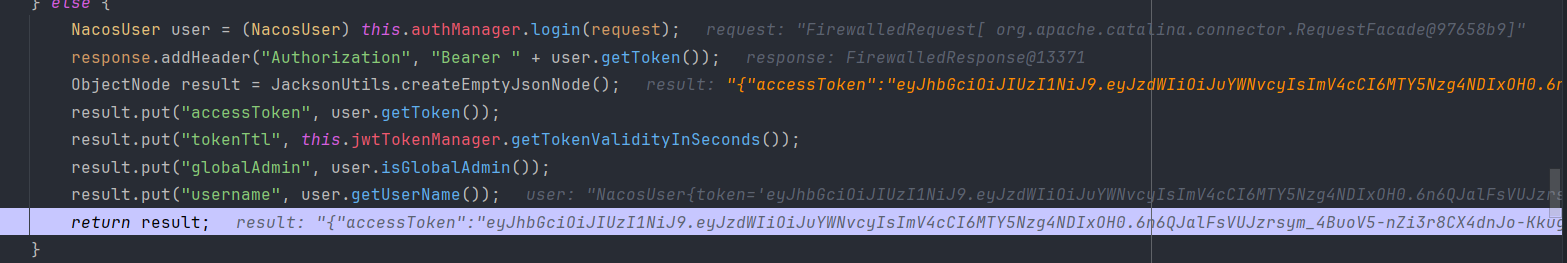 } else {
NacosUser user = (NacosUser) this.authManager.login(request);   request: "FirewalledRequest[ org.apache.catalina.connector.RequestFacade@97658b9]"
response.addHeader("Authorization", "Bearer " + user.getToken());   response: FirewalledResponse@13371
ObjectNode result = JacksonUtils.createEmptyJsonNode();   result: "{"accessToken":"eyJhbGciOiJIUzI1NiJ9.eyJzdWIiOiJuYWNvcyIsImV4cCI6MTY5Nzg4NDIxOH0.6n
result.put("accessToken", user.getToken());
result.put("tokenTtl", this.jwtTokenManager.getTokenValidityInSeconds());
result.put("globalAdmin", user.isGlobalAdmin());
result.put("username", user.getUserName());   user: "NacosUser{token='eyJhbGciOiJIUzI1NiJ9.eyJzdWIiOiJuYWNvcyIsImV4cCI6MTY5Nzg4NDIxOH0.6n6QJalFsVUJzrs
return result;   result: "{"accessToken":"eyJhbGciOiJIUzI1NiJ9.eyJzdWIiOiJuYWNvcyIsImV4cCI6MTY5Nzg4NDIxOH0.6n6QJalFsVUJzrsym_4BuoV5-nZi3r8CX4dnJo-KkUg
}